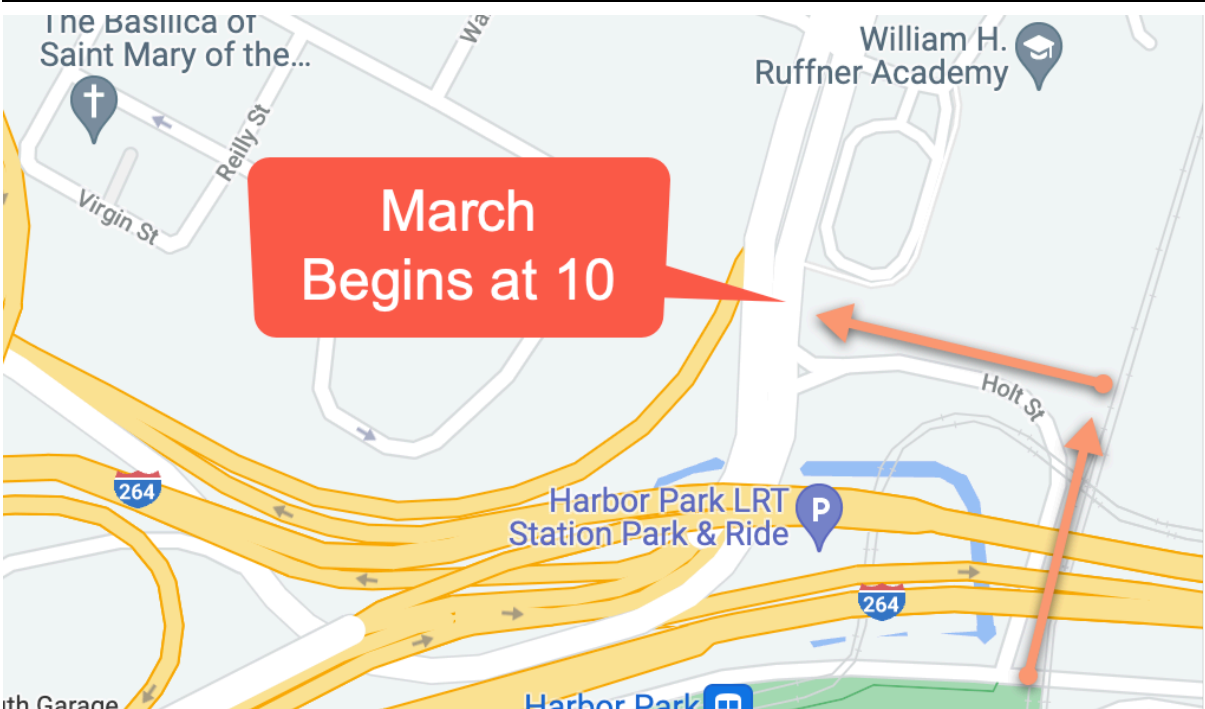 The Basilica of
Saint Mary of the...
Wa
William H.
Ruffner Academy
Reilly St
Virgin St
March
Begins at 10
Holt St
264
Harbor Park LRT
Station Park & Ride
P
264
uth Garage
Harbor Park